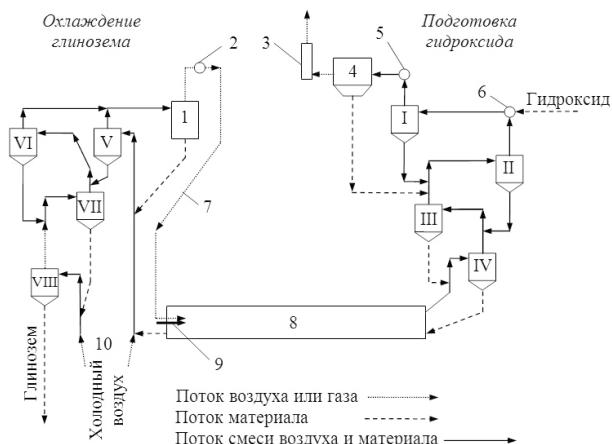 Охлаждение
глинозема
Подготовка
гидроксида
2
3
4
5
6
Гидроксид
1
I
II
VI
V
VII
III
7
IV
VIII
8
9
10
Глинозем
Холодный
воздух
Поток воздуха или газа
Поток материала
Поток смеси воздуха и материала